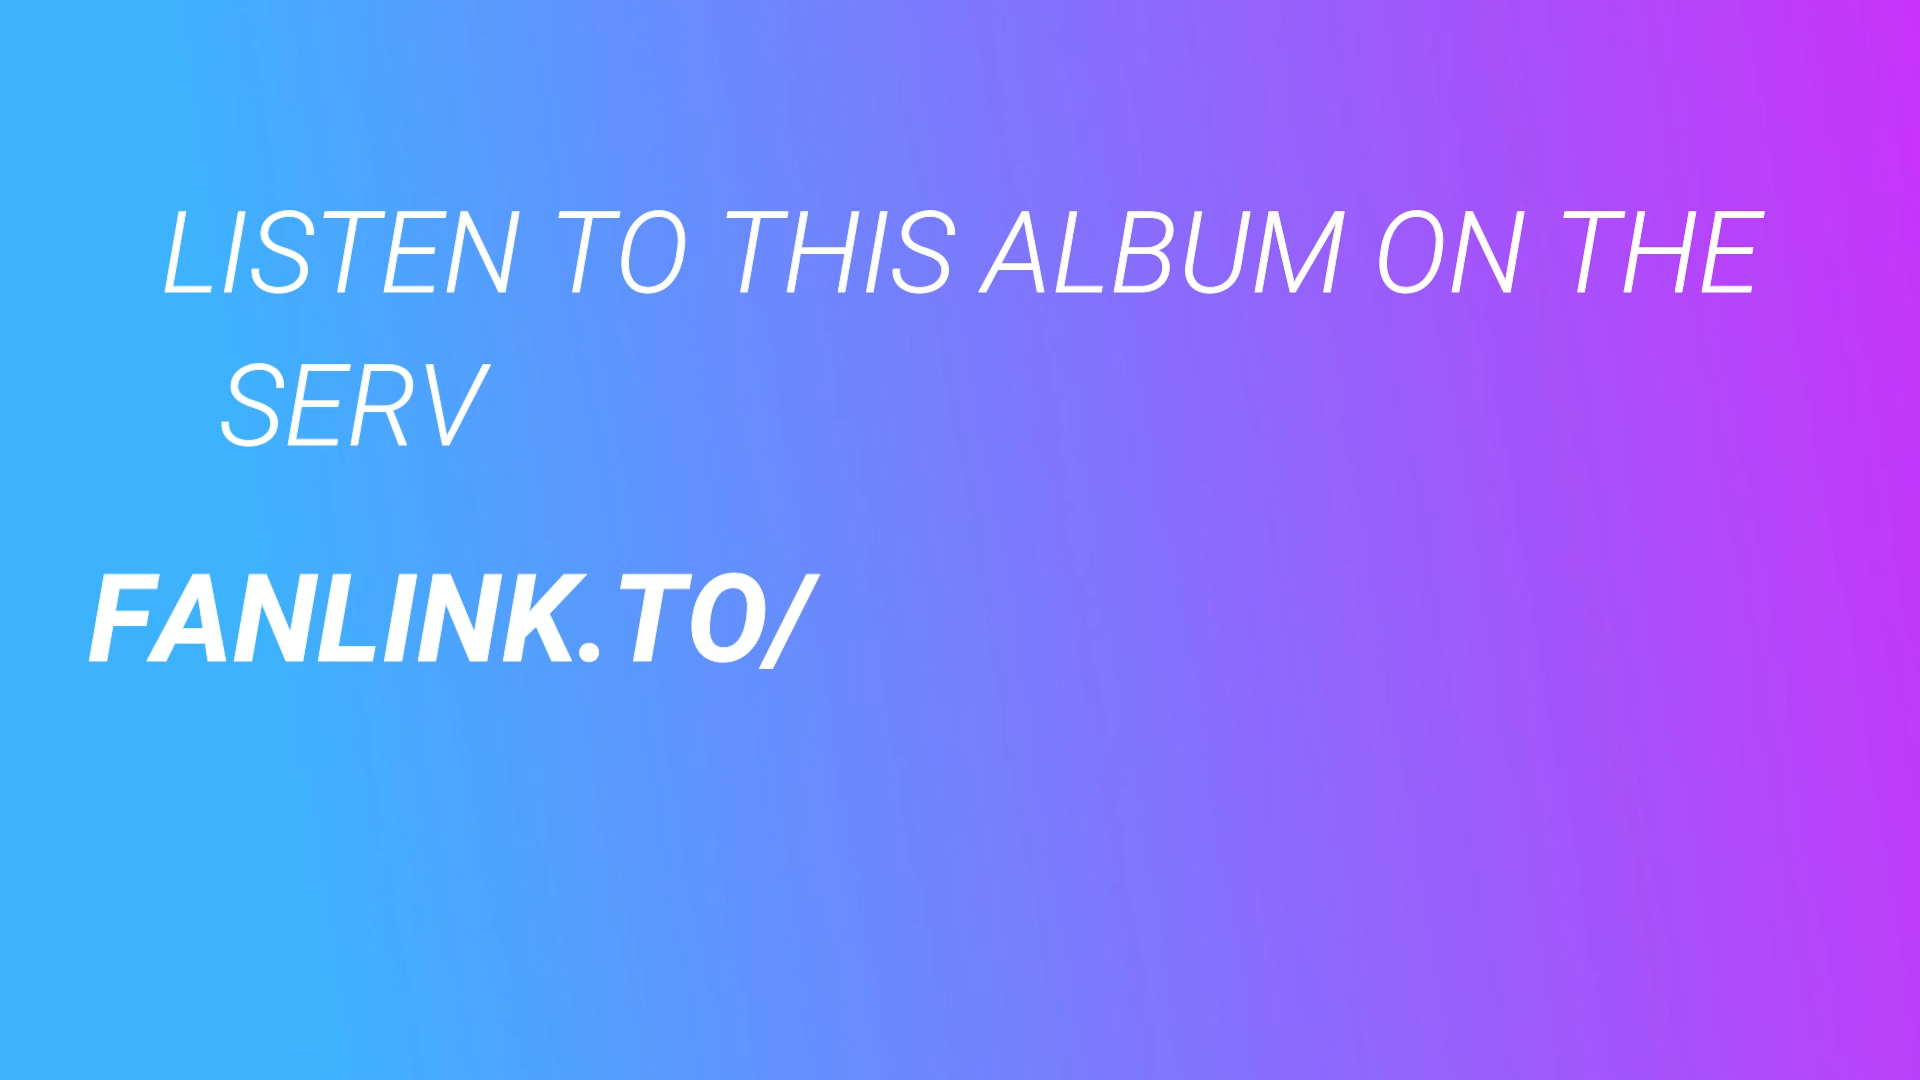 LISTEN TO THIS ALBUM ON THE
SERV
FANLINK.TO/